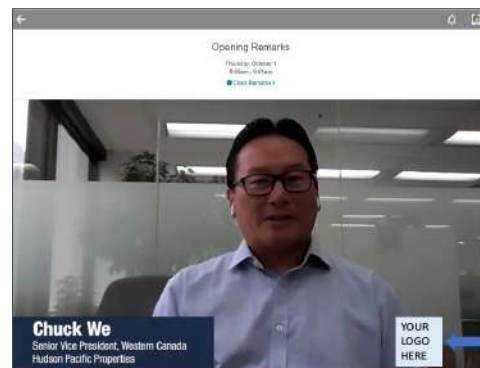 Opening Remarks
Thursday, October 1
Chuck We
Senior Vice President, Western Canada
Hudson Pacific Properties
YOUR
LOGO
HERE